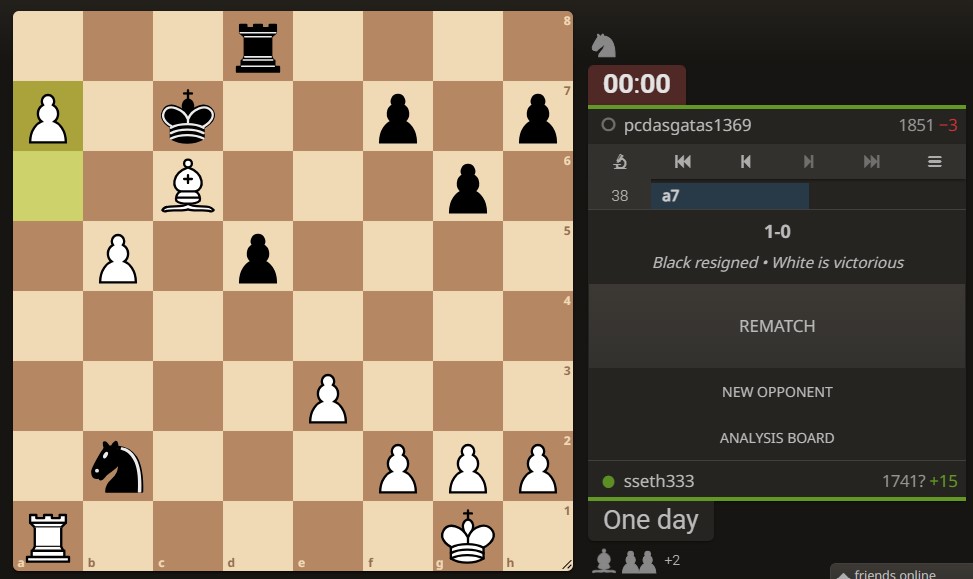 8
7
6
5
4
3
2
1
a b c d e f g h
00:00
pcdasgatas1369 1851 −3
38 a7
1-0
Black resigned • White is victorious
REMATCH
NEW OPPONENT
ANALYSIS BOARD
sseth333 1741? +15
One day
+2
friends online